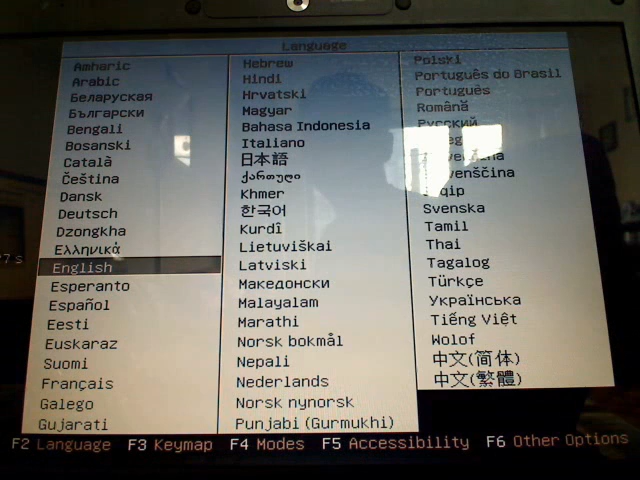 Language
Amharic
Arabic
Беларуская
Български
Bengali
Bosanski
Català
Čeština
Dansk
Deutsch
Dzongkha
Ελληνικά
English
Esperanto
Español
Eesti
Euskaraz
Suomi
Français
Galego
Gujarati
Hebrew
Hindi
Hrvatski
Magyar
Bahasa Indonesia
Italiano
日本語
ქართული
Khmer
한국어
Kurdî
Lietuviškai
Latviski
Македонски
Malayalam
Marathi
Norsk bokmål
Nepali
Nederlands
Norsk nynorsk
Punjabi (Gurmukhi)
Polski
Português do Brasil
Português
Română
Русский
Svenska
Tamil
Thai
Tagalog
Türkçe
Українська
Tiếng Việt
Wolof
中文(简体)
中文(繁體)
F2 Language F3 Keymap F4 Modes F5 Accessibility F6 Other Options